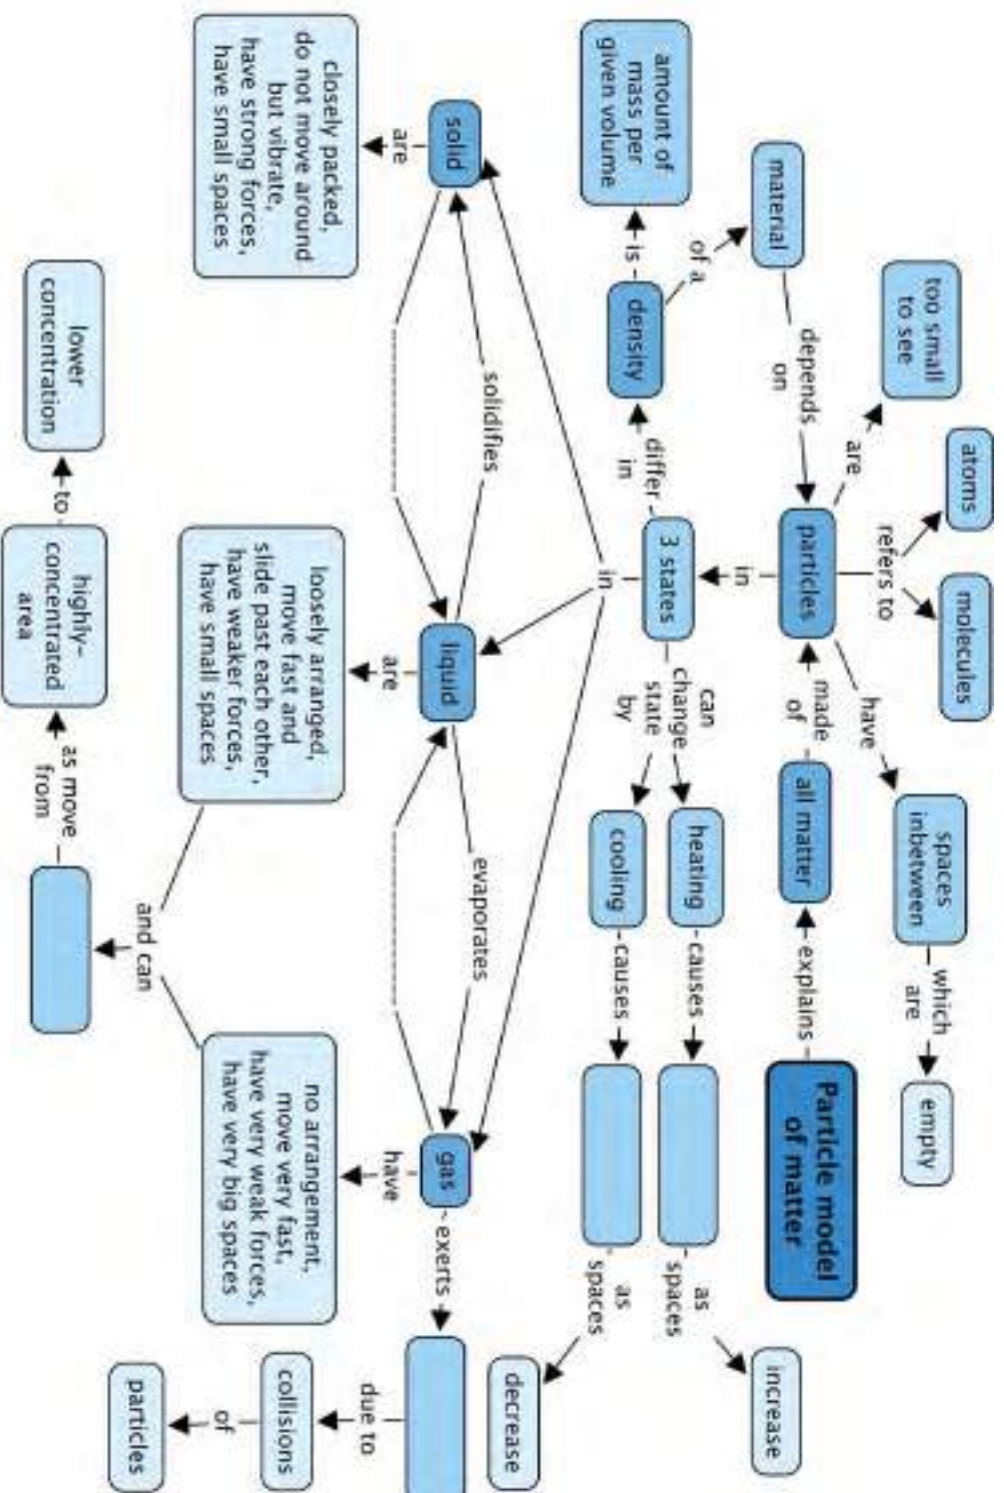 Particle model
of matter
explains
all matter
made
of
particles
refers to
atoms
molecules
are
too small
to see
have
spaces
inbetween
which
are
empty
in
3 states
differ
in
density
is
amount of
mass per
given volume
of a
material
depends
on
can
change
state
by
heating
causes
as
spaces
increase
cooling
causes
as
spaces
decrease
in
solid
solidifies
liquid
evaporates
gas
are
closely packed,
do not move around
but vibrate,
have strong forces,
have small spaces
are
loosely arranged,
move fast and
slide past each other,
have weaker forces,
have small spaces
have
no arrangement,
move very fast,
have very weak forces,
have very big spaces
exerts
due to
collisions
of
particles
and can
as move
from
highly-
concentrated
area
to
lower
concentration